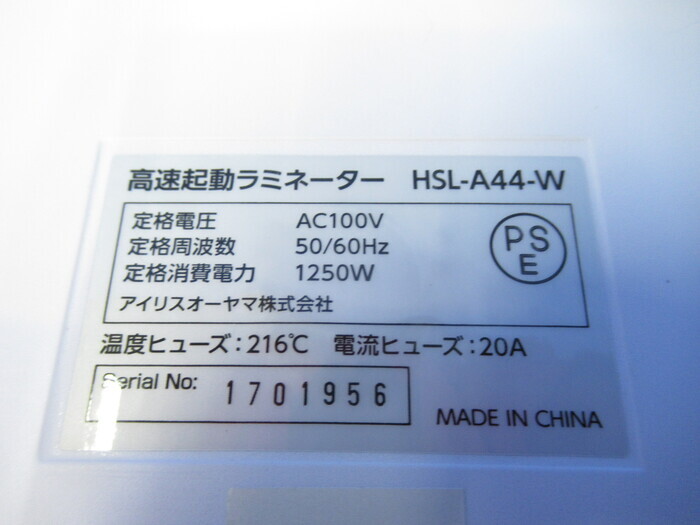 高速起動ラミネーター HSL-A44-W
定格電圧 AC100V
定格周波数 50/60Hz
定格消費電力 1250W
アイリスオーヤマ株式会社
PS
E
温度ヒューズ:216℃ 電流ヒューズ:20A
Serial No: 1701956
MADE IN CHINA